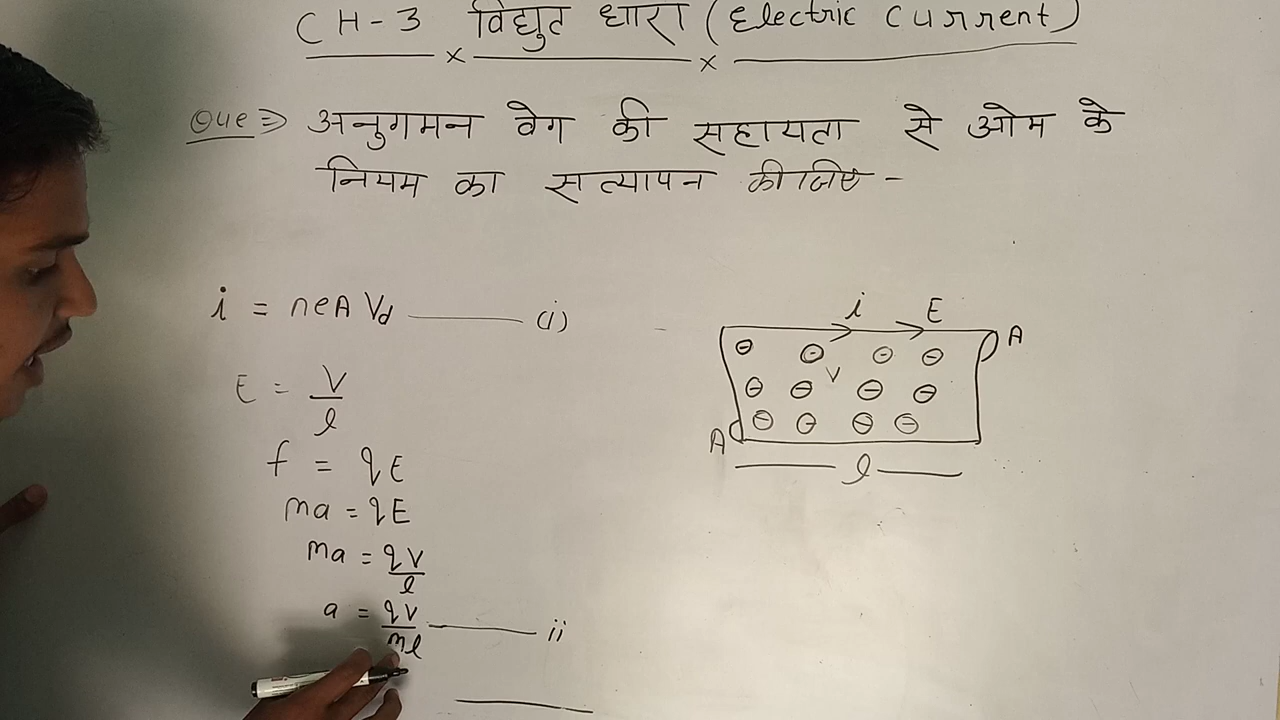 CH-3 विद्युत धारा (Electric Current)
Que ⇒ अनुगमन वेग की सहायता से ओम के
नियम का सत्यापन कीजिए -
i = neA Vd ——— (i)
E = V/l
f = qE
ma = qE
ma = qV/l
a = qV/ml ——— ii
i E
A
V
A
l